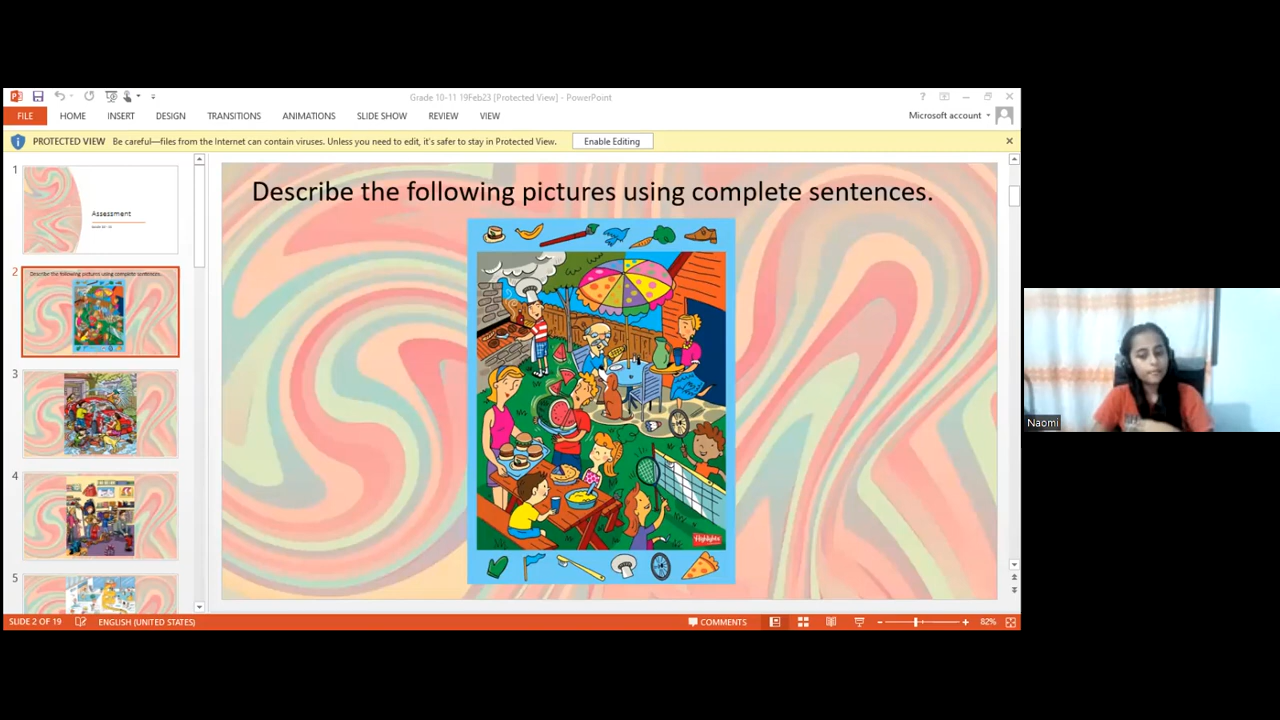 Grade 10-11 19Feb23 [Protected View] - PowerPoint
FILE HOME INSERT DESIGN TRANSITIONS ANIMATIONS SLIDE SHOW REVIEW VIEW
Microsoft account
PROTECTED VIEW Be careful—files from the Internet can contain viruses. Unless you need to edit, it's safer to stay in Protected View. Enable Editing
1
Assessment
2
Describe the following pictures using complete sentences.
3
4
5
Describe the following pictures using complete sentences.
Highlights
Naomi
SLIDE 2 OF 19 ENGLISH (UNITED STATES) COMMENTS 82%